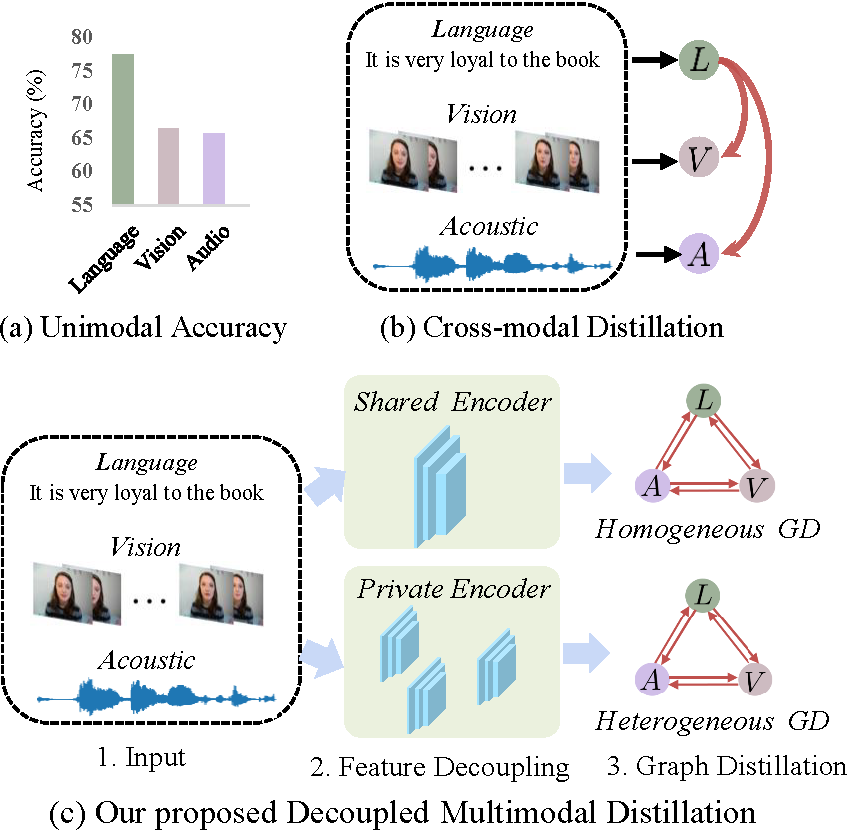 80
75
70
65
60
55
Accuracy (%)
Language
Vision
Audio
(a) Unimodal Accuracy
Language
It is very loyal to the book
Vision
...
Acoustic
L
V
A
(b) Cross-modal Distillation
Language
It is very loyal to the book
Vision
...
Acoustic
1. Input
Shared Encoder
Private Encoder
2. Feature Decoupling
L
A
V
Homogeneous GD
L
A
V
Heterogeneous GD
3. Graph Distillation
(c) Our proposed Decoupled Multimodal Distillation